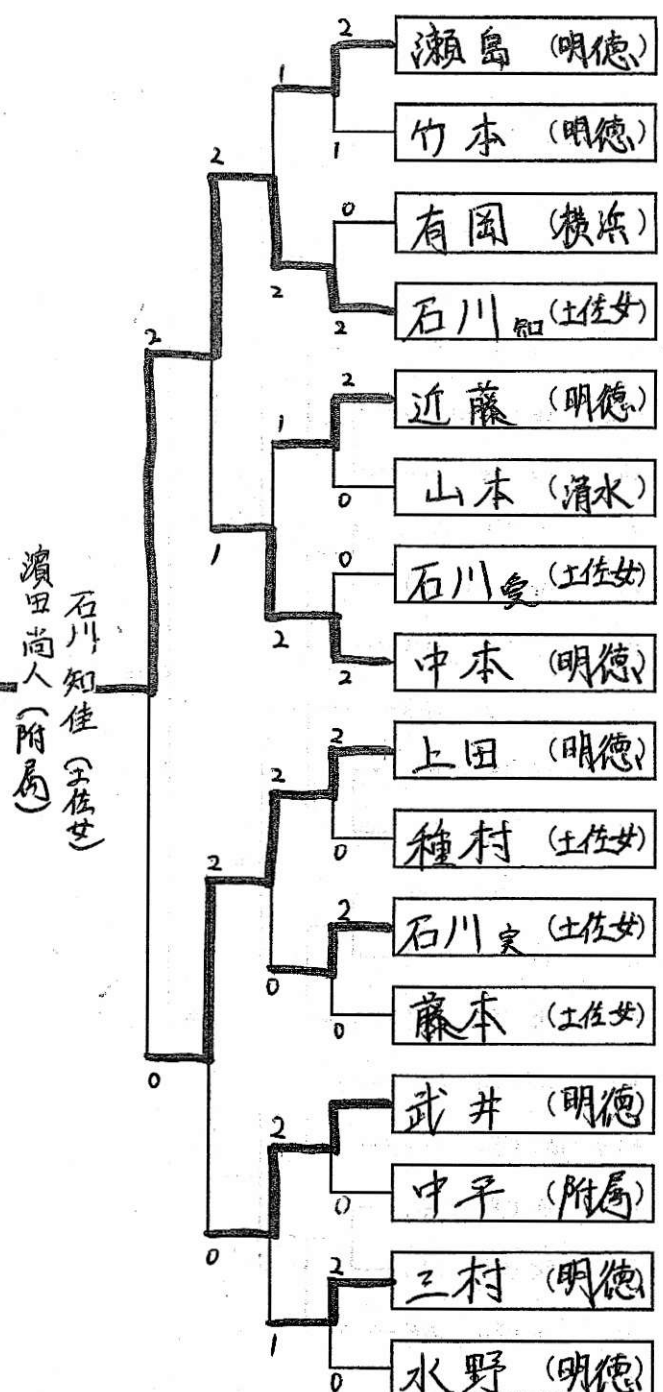 2
瀬島 (明徳)
1
竹本 (明徳)
1
2
0
有岡 (横浜)
2
石川知 (土佐女)
2
2
2
近藤 (明徳)
1
山本 (清水)
0
1
0
石川愛 (土佐女)
2
中本 (明徳)
2
石川知佳 (土佐女)
濵田尚人 (附属)
2
上田 (明徳)
2
種村 (土佐女)
0
2
2
石川実 (土佐女)
0
藤本 (土佐女)
0
0
武井 (明徳)
2
中平 (附属)
0
0
2
三村 (明徳)
1
水野 (明徳)
0